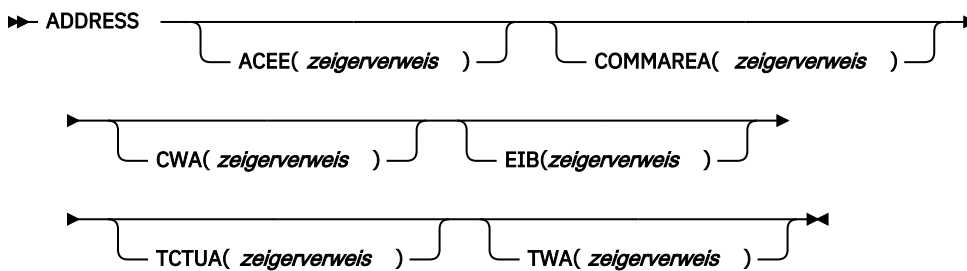 ADDRESS
ACEE( zeigerverweis ) COMMAREA( zeigerverweis )
CWA( zeigerverweis ) EIB(zeigerverweis )
TCTUA( zeigerverweis ) TWA( zeigerverweis )